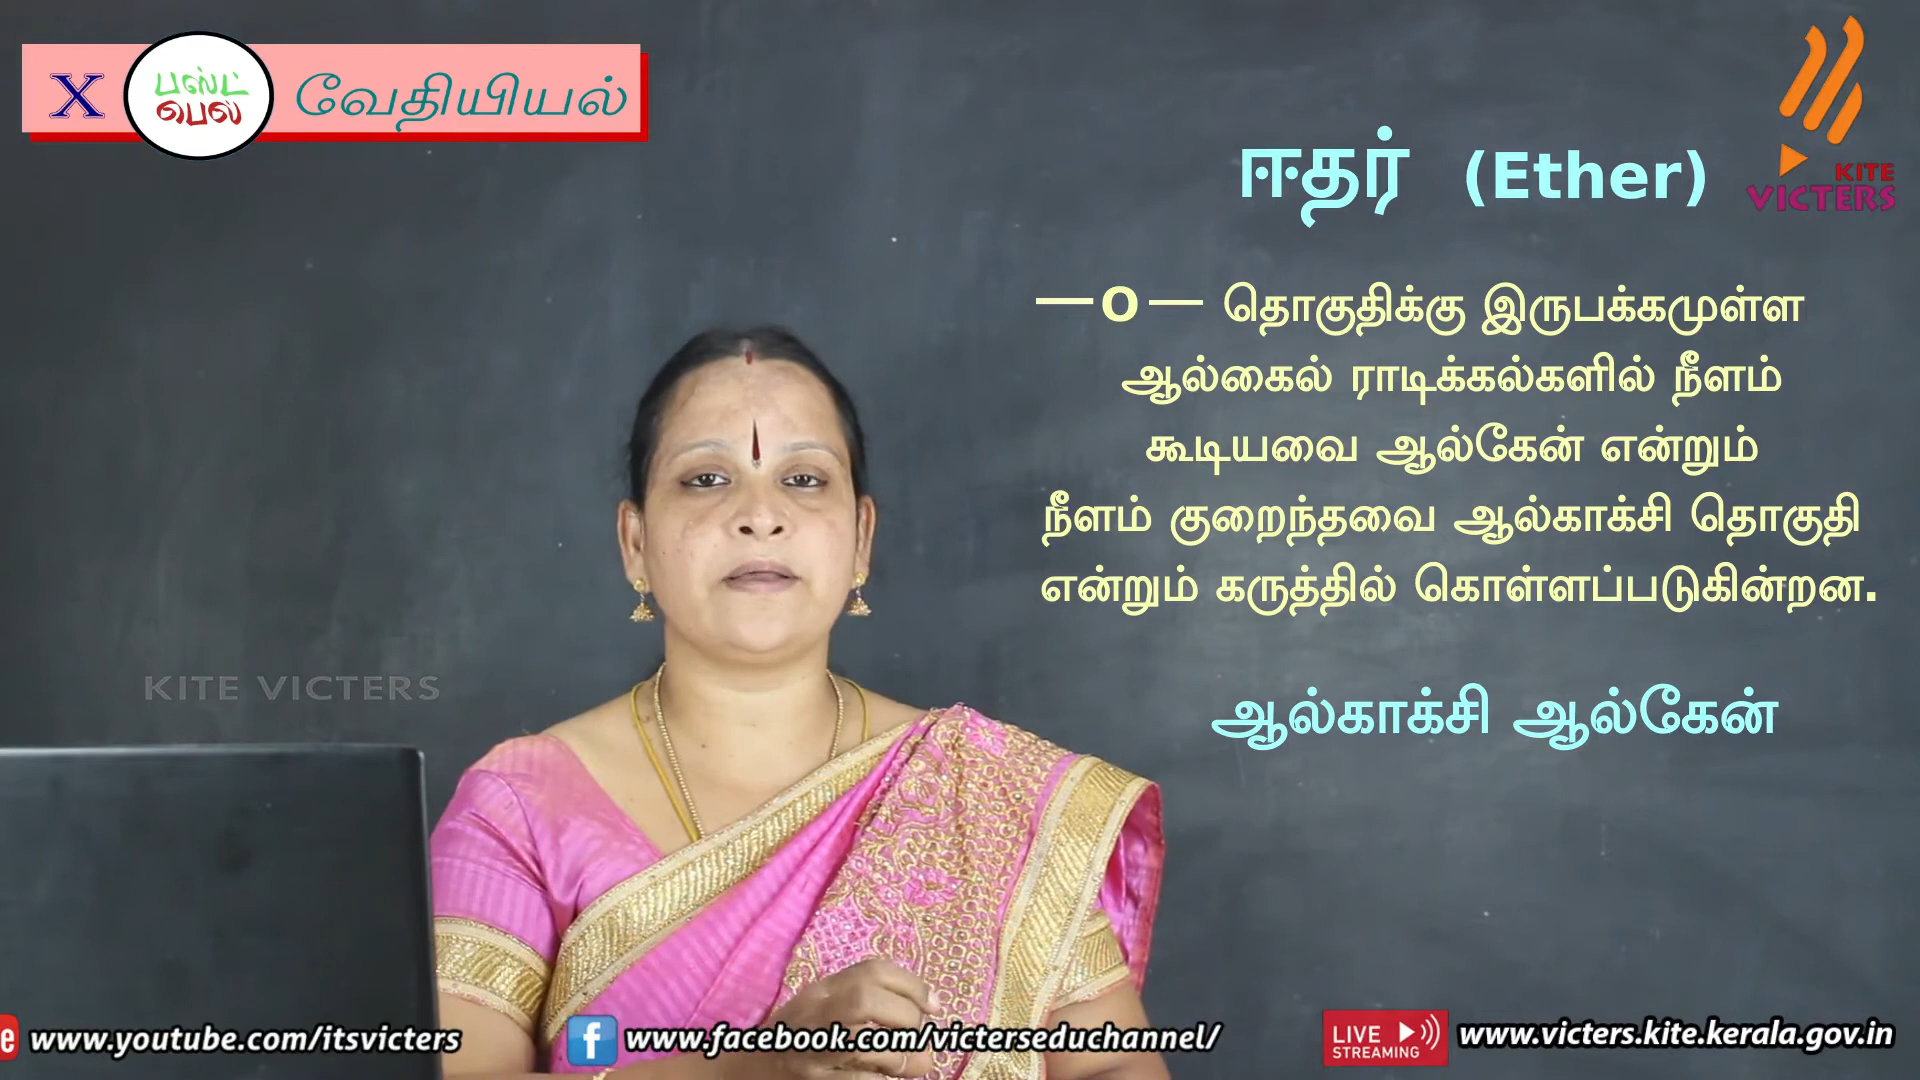 X பஸ்ட் பெல் வேதியியல்
KITE VICTERS
ஈதர் (Ether)
—O— தொகுதிக்கு இருபக்கமுள்ள
ஆல்கைல் ராடிக்கல்களில் நீளம்
கூடியவை ஆல்கேன் என்றும்
நீளம் குறைந்தவை ஆல்காக்சி தொகுதி
என்றும் கருத்தில் கொள்ளப்படுகின்றன.
KITE VICTERS
ஆல்காக்சி ஆல்கேன்
www.youtube.com/itsvicters
www.facebook.com/victerseduchannel/
LIVE STREAMING
www.victers.kite.kerala.gov.in